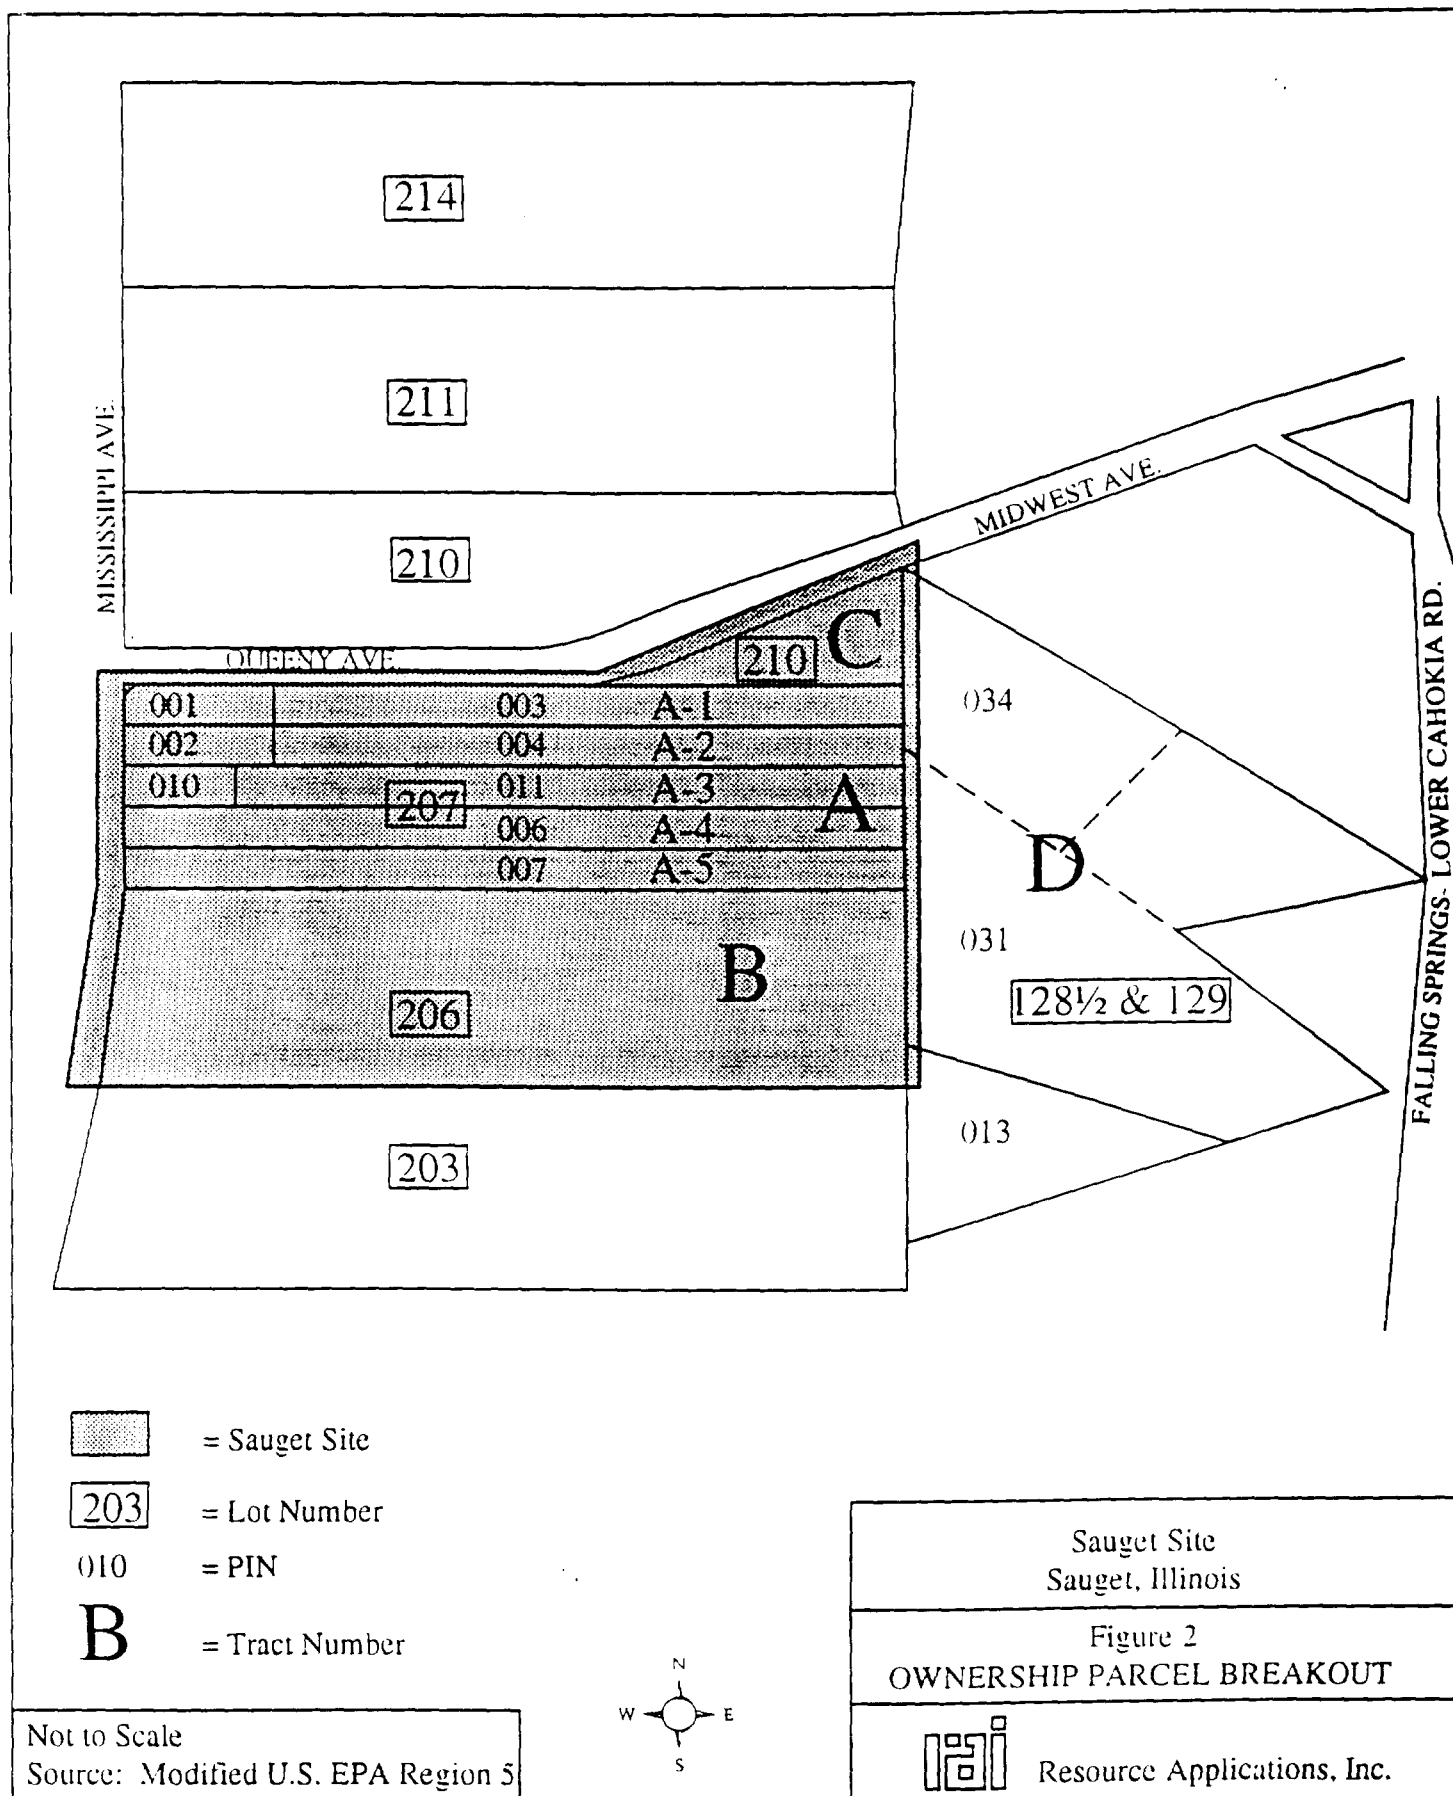 214
211
MISSISSIPPI AVE.
210
MIDWEST AVE.
QUEENY AVE.
C
210
001 003 A-1
002 004 A-2
010 011 A-3
207
A
006 A-4
007 A-5
034
D
031
B
128½ & 129
206
FALLING SPRINGS- LOWER CAHOKIA RD.
013
203
= Sauget Site
203 = Lot Number
010 = PIN
B = Tract Number
N
W E
S
Not to Scale
Source: Modified U.S. EPA Region 5
Sauget Site
Sauget, Illinois
Figure 2
OWNERSHIP PARCEL BREAKOUT
rai Resource Applications, Inc.